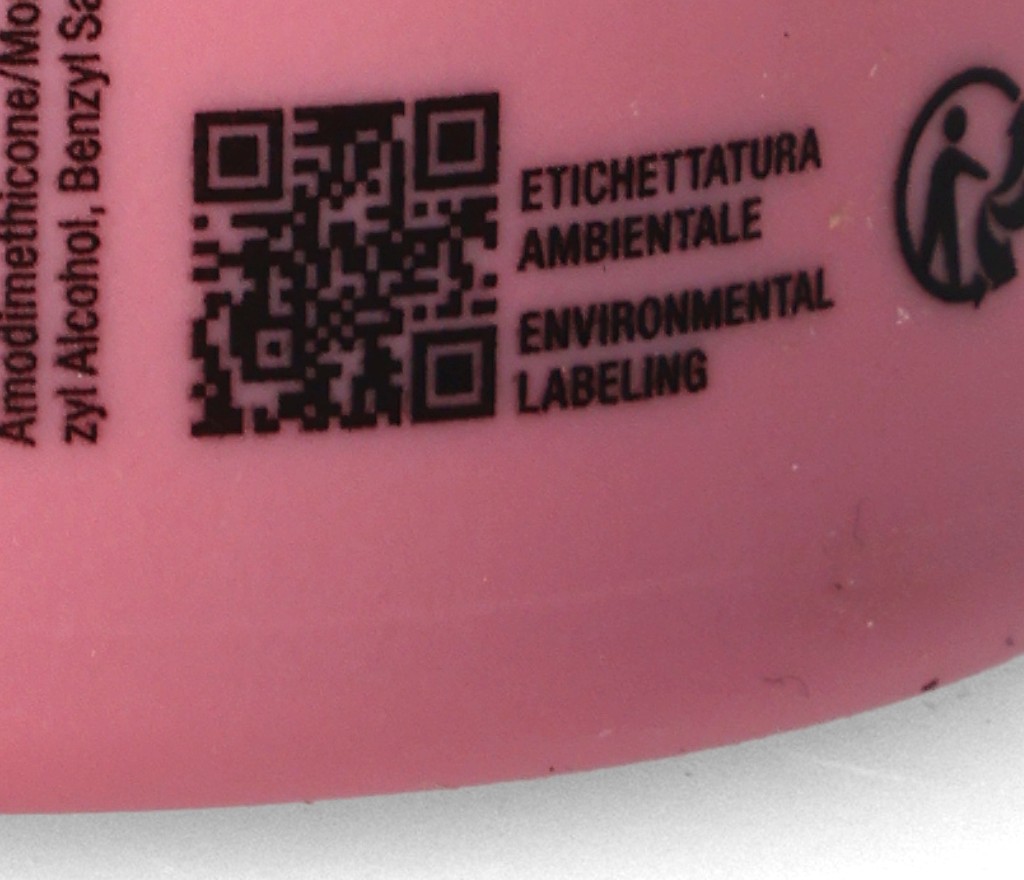 Amodimethicone/Mo
zyl Alcohol, Benzyl Sa
ETICHETTATURA
AMBIENTALE
ENVIRONMENTAL
LABELING